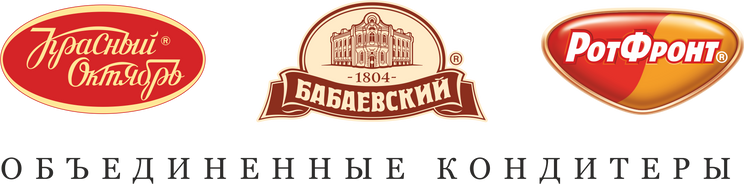 Красный®
Октябрь
-1804-
БАБАЕВСКИЙ®
РотФронт®
ОБЪЕДИНЕННЫЕ КОНДИТЕРЫ